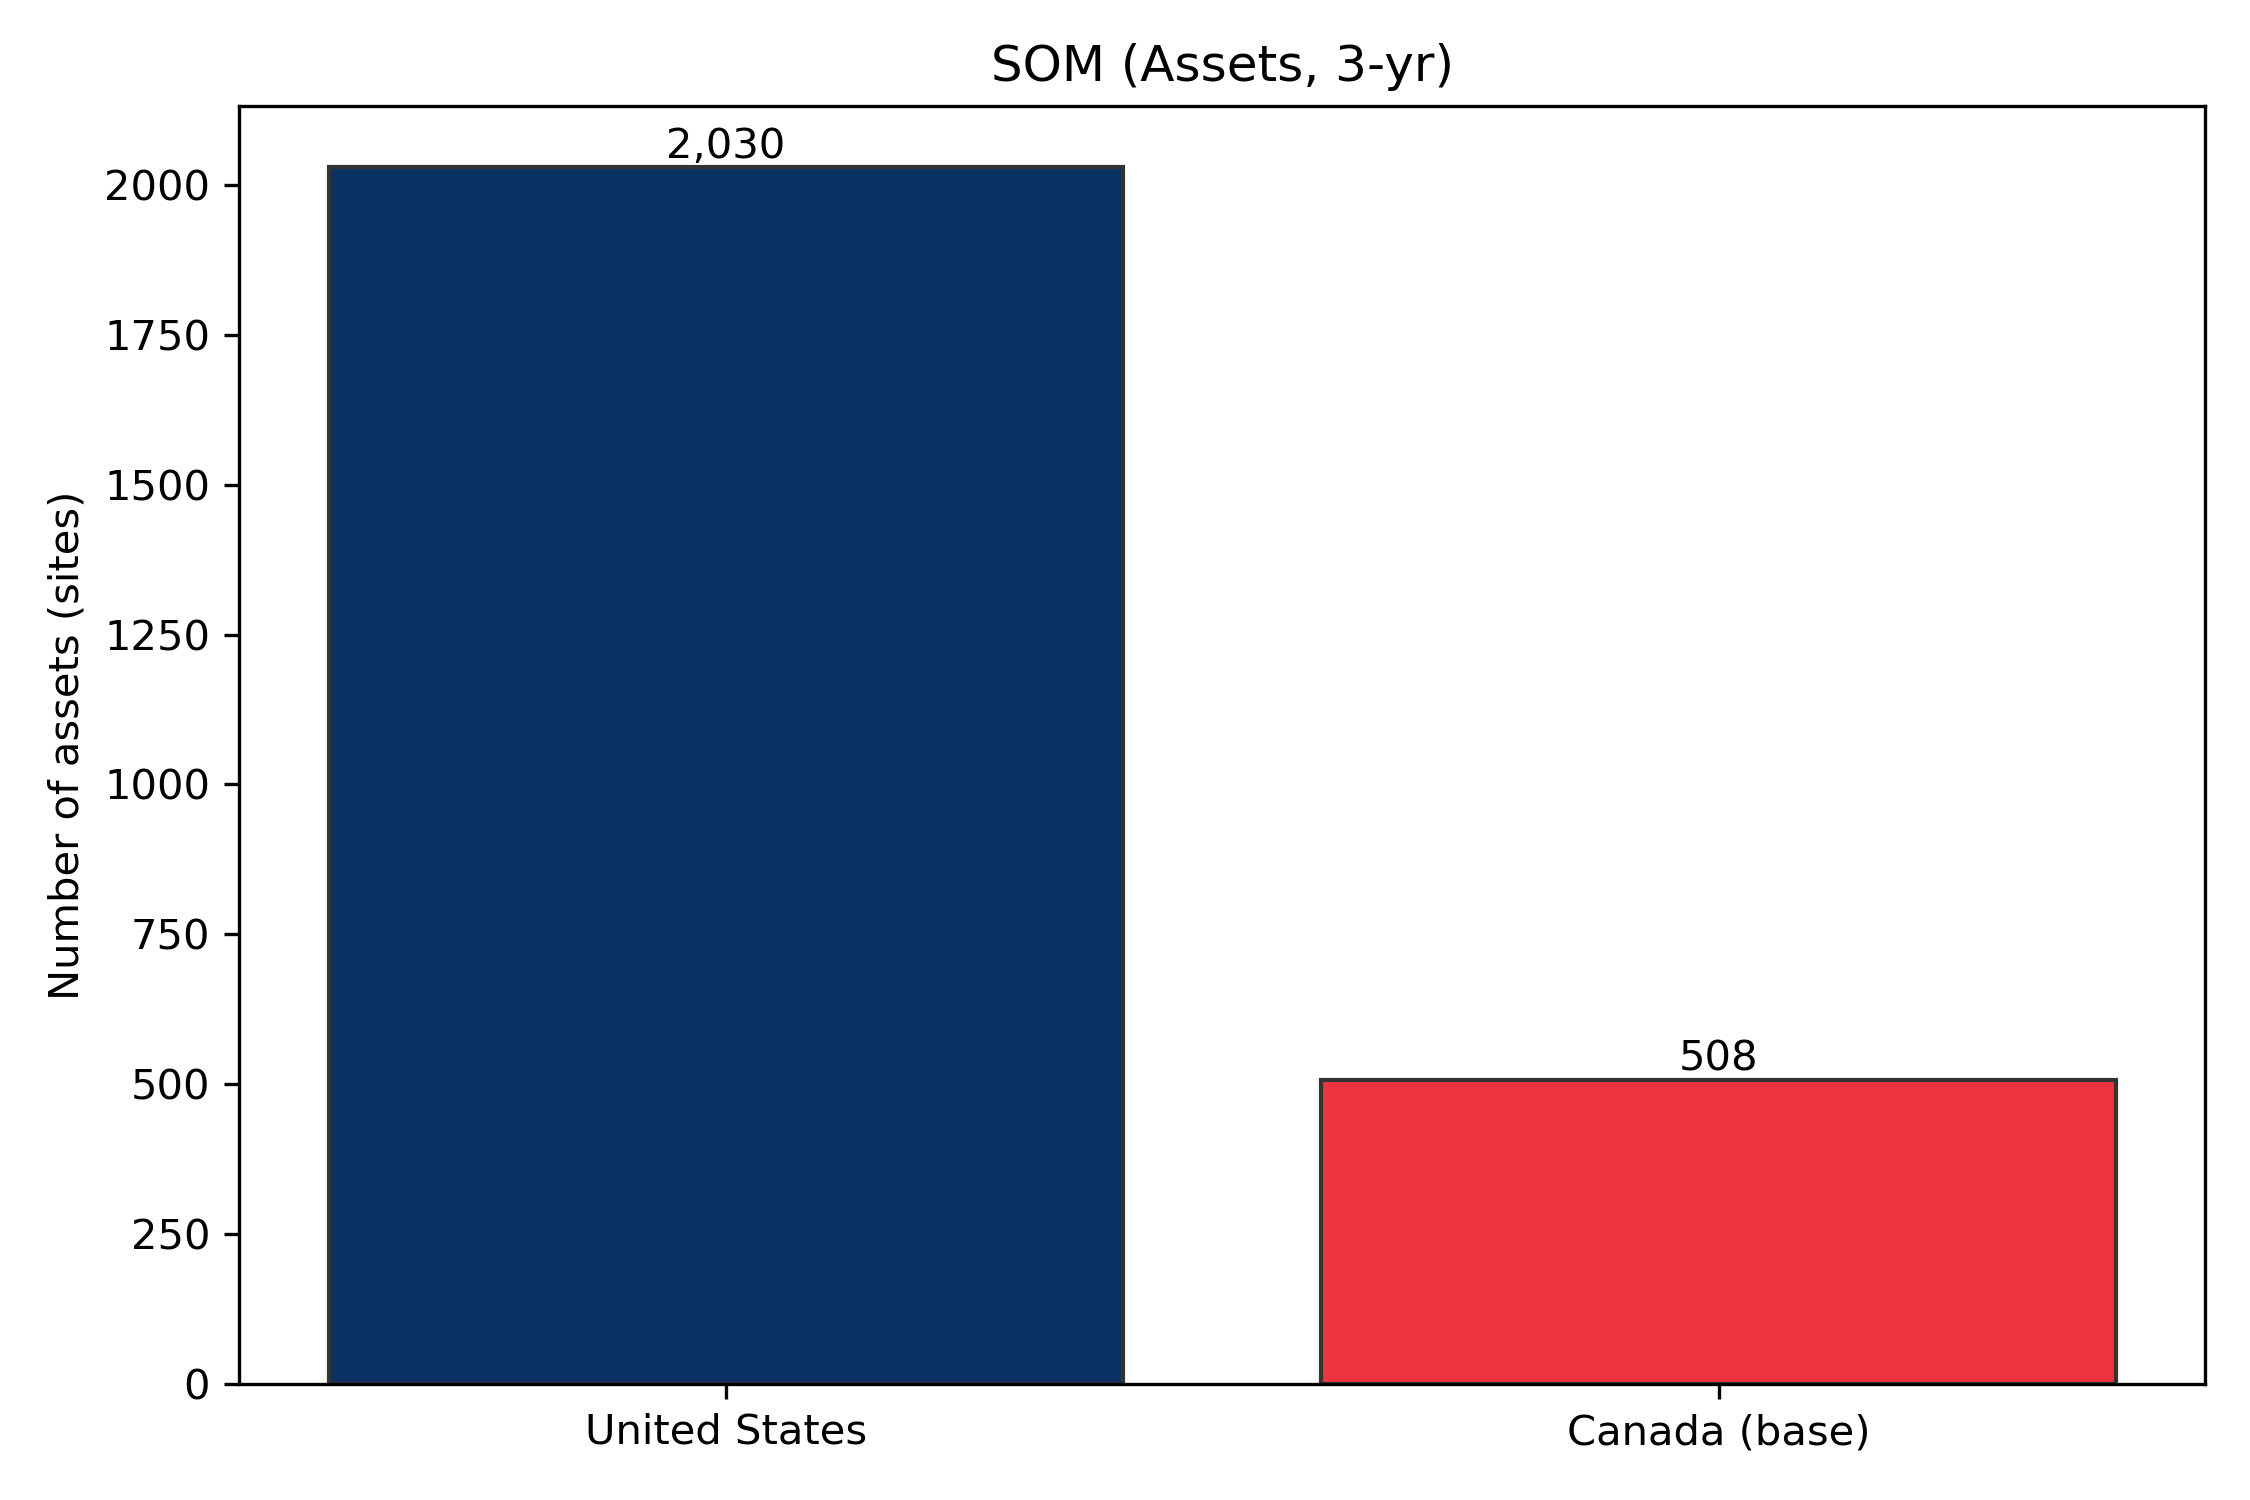 SOM (Assets, 3-yr)
Number of assets (sites)
2000
1750
1500
1250
1000
750
500
250
0
2,030
508
United States
Canada (base)